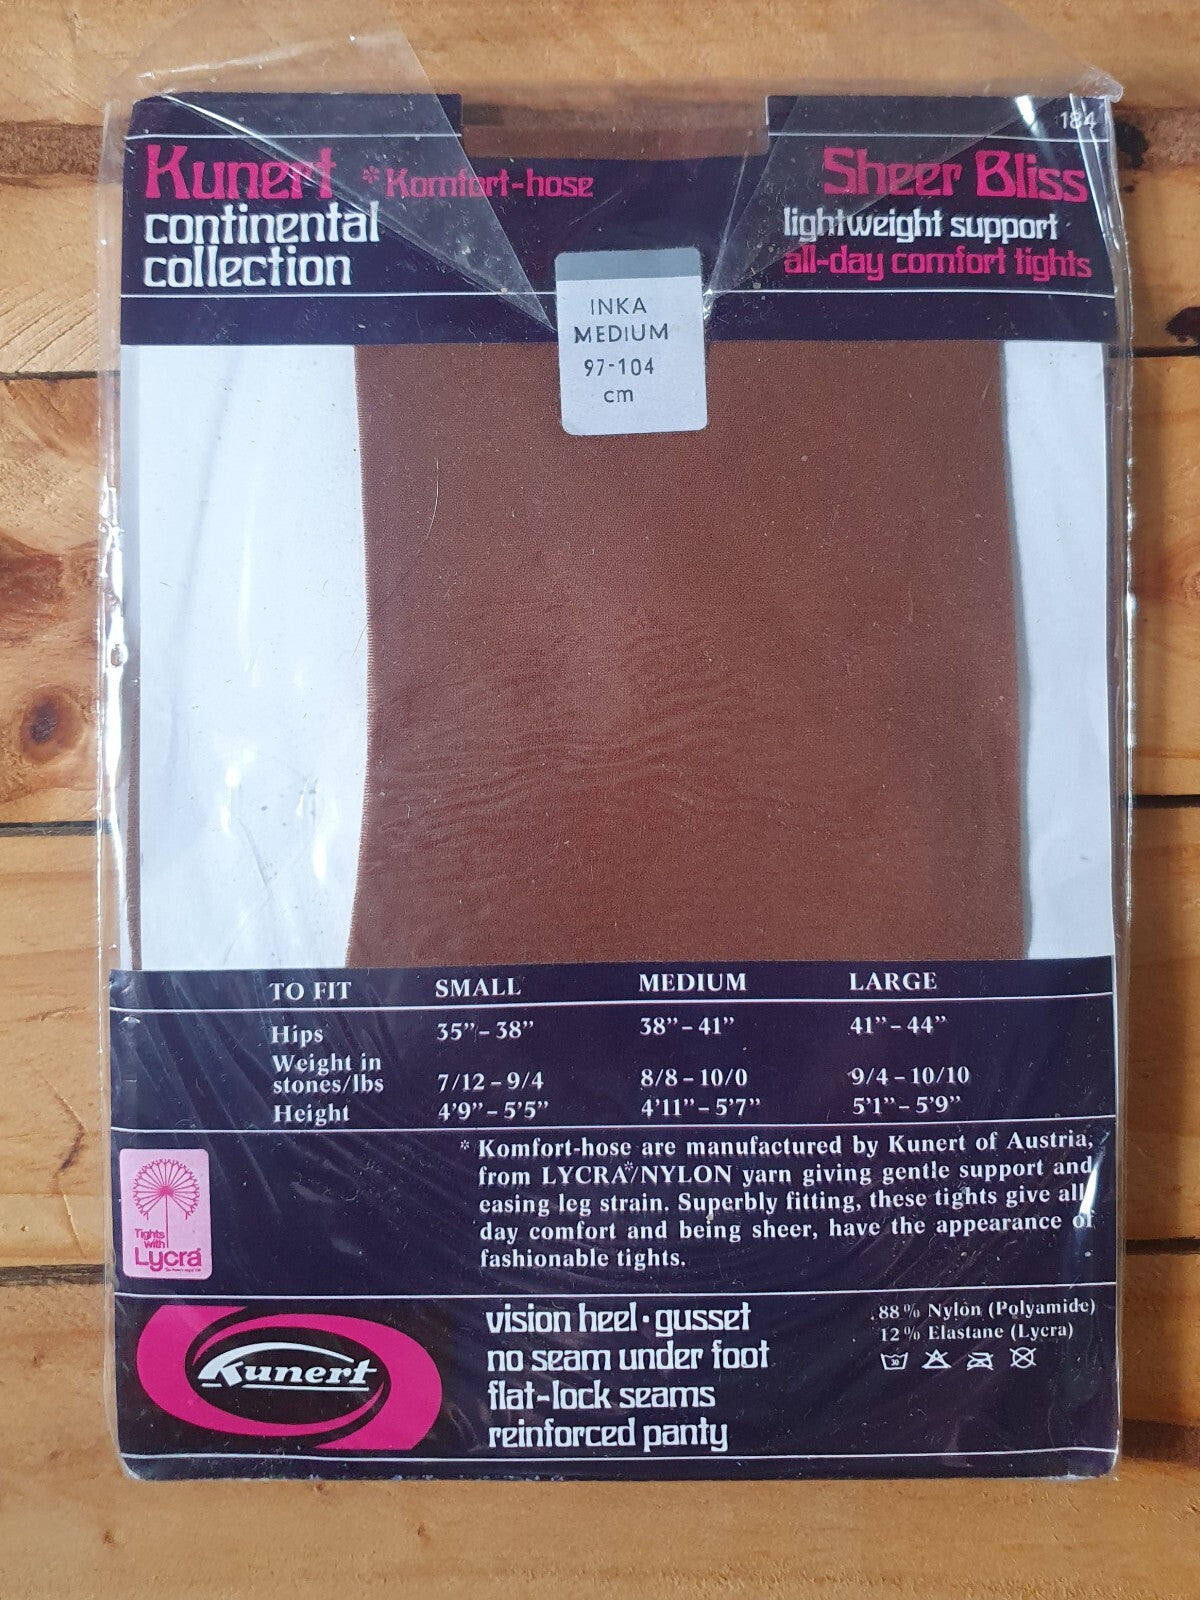 184
Kunert *Komfort-hose
continental
collection
Sheer Bliss
lightweight support
all-day comfort tights
INKA
MEDIUM
97-104
cm
TO FIT SMALL MEDIUM LARGE
Hips 35”-38” 38”-41” 41”-44”
Weight in
stones/lbs 7/12-9/4 8/8-10/0 9/4-10/10
Height 4'9”-5'5” 4'11”-5'7” 5'1”-5'9”
* Komfort-hose are manufactured by Kunert of Austria,
from LYCRA*/NYLON yarn giving gentle support and
easing leg strain. Superbly fitting, these tights give all
day comfort and being sheer, have the appearance of
fashionable tights.
Tights
with
Lycra
Kunert
vision heel·gusset
no seam under foot
flat-lock seams
reinforced panty
88% Nylon (Polyamide)
12% Elastane (Lycra)
30